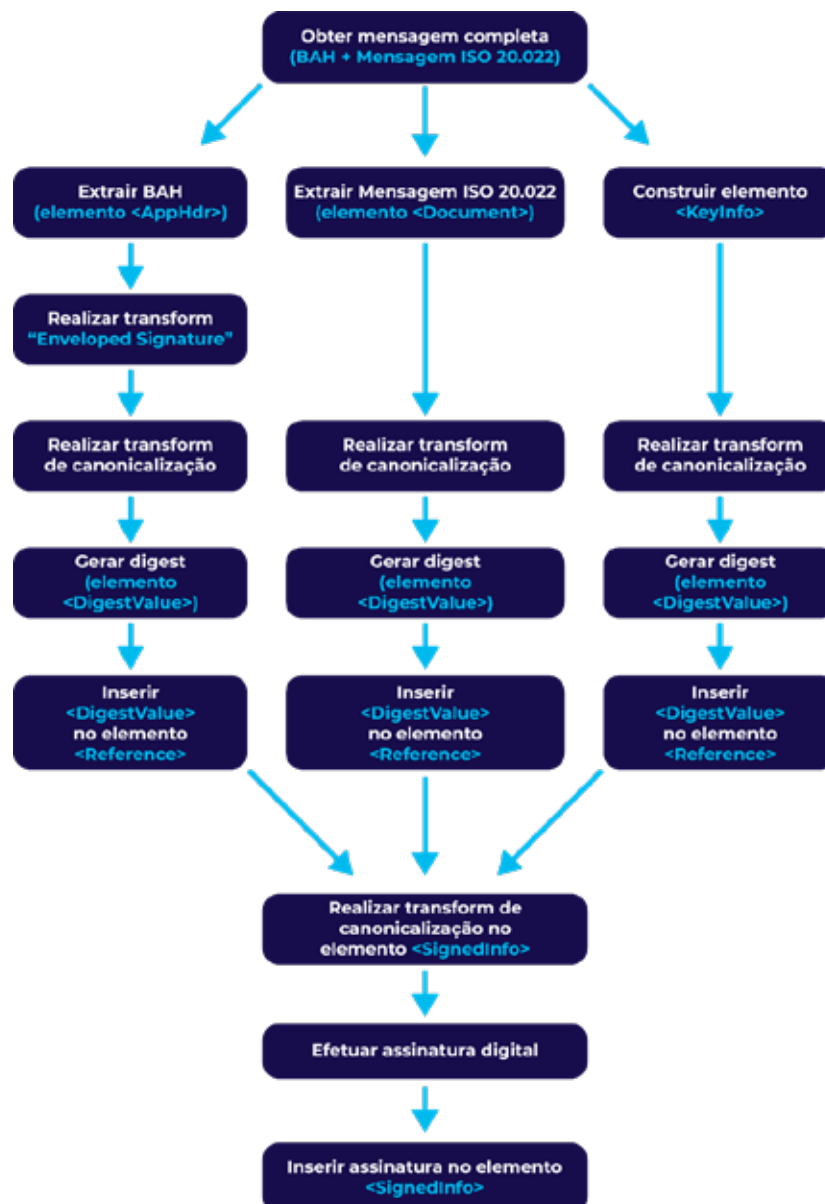 Obter mensagem completa
(BAH + Mensagem ISO 20.022)
Extrair BAH
(elemento <AppHdr>)
Extrair Mensagem ISO 20.022
(elemento <Document>)
Construir elemento
<KeyInfo>
Realizar transform
“Enveloped Signature”
Realizar transform
de canonicalização
Realizar transform
de canonicalização
Realizar transform
de canonicalização
Gerar digest
(elemento
<DigestValue>)
Gerar digest
(elemento
<DigestValue>)
Gerar digest
(elemento
<DigestValue>)
Inserir
<DigestValue>
no elemento
<Reference>
Inserir
<DigestValue>
no elemento
<Reference>
Inserir
<DigestValue>
no elemento
<Reference>
Realizar transform de
canonicalização no
elemento <SignedInfo>
Efetuar assinatura digital
Inserir assinatura no elemento
<SignedInfo>